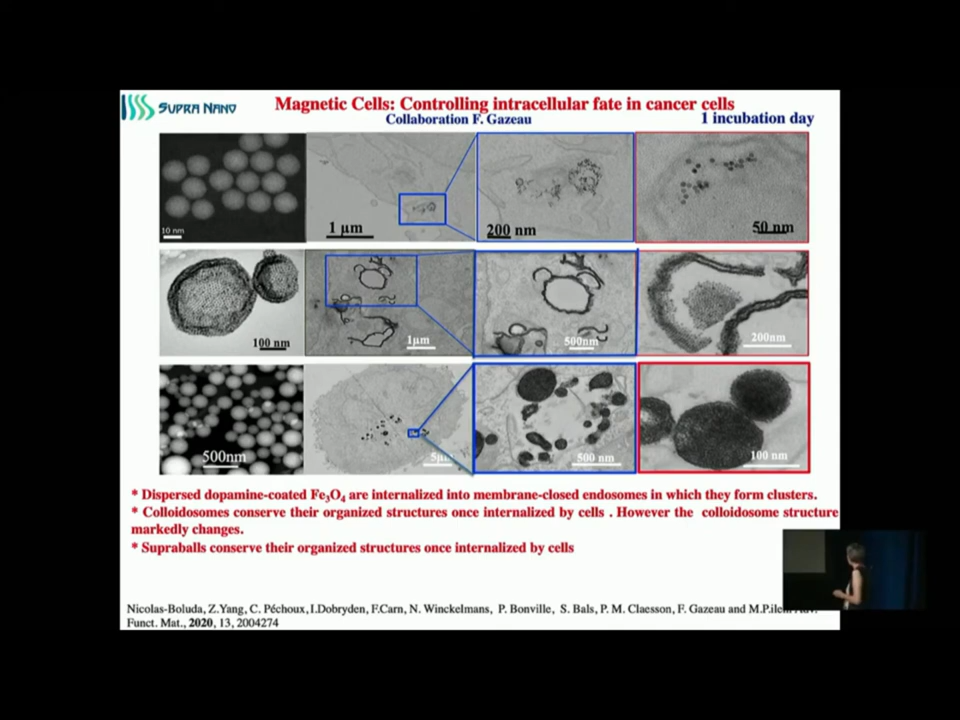 SUPRA NANO
Magnetic Cells: Controlling intracellular fate in cancer cells
Collaboration F. Gazeau
1 incubation day
10 nm
1 µm
200 nm
50 nm
100 nm
1µm
500nm
200nm
500nm
5µm
500 nm
100 nm
* Dispersed dopamine-coated Fe₃O₄ are internalized into membrane-closed endosomes in which they form clusters.
* Colloidosomes conserve their organized structures once internalized by cells . However the colloidosome structure
markedly changes.
* Supraballs conserve their organized structures once internalized by cells
Nicolas-Boluda, Z.Yang, C. Péchoux, I.Dobryden, F.Carn, N. Winckelmans, P. Bonville, S. Bals, P. M. Claesson, F. Gazeau and
Funct. Mat., 2020, 13, 2004274